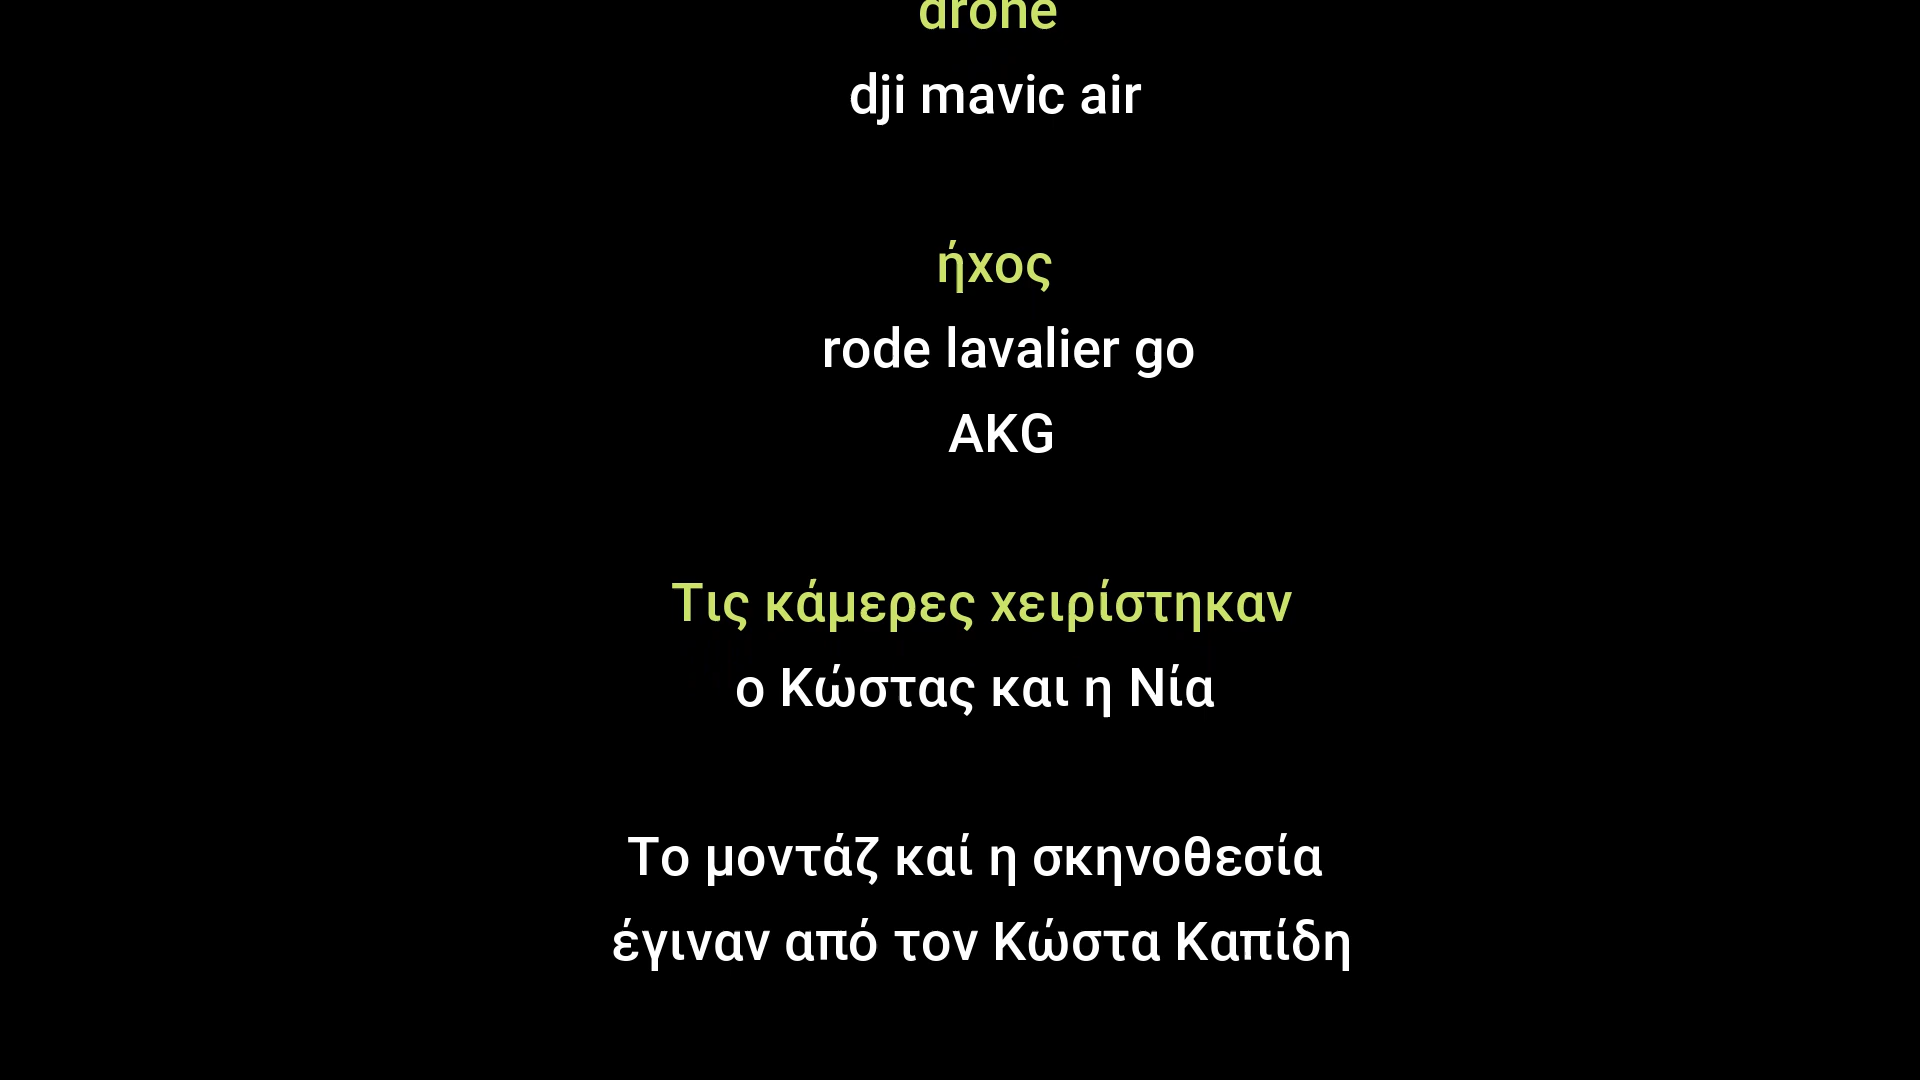 drone
dji mavic air
ήχος
rode lavalier go
AKG
Τις κάμερες χειρίστηκαν
ο Κώστας και η Νία
Το μοντάζ καί η σκηνοθεσία
έγιναν από τον Κώστα Καπίδη